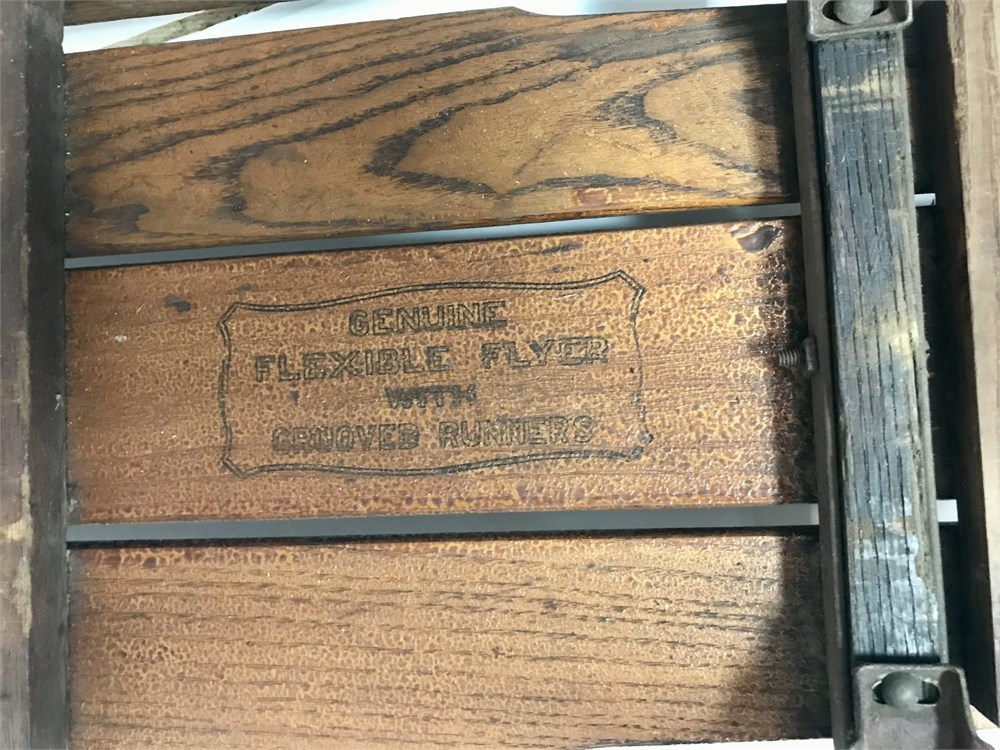 GENUINE
FLEXIBLE FLYER
WITH
GROOVED RUNNERS